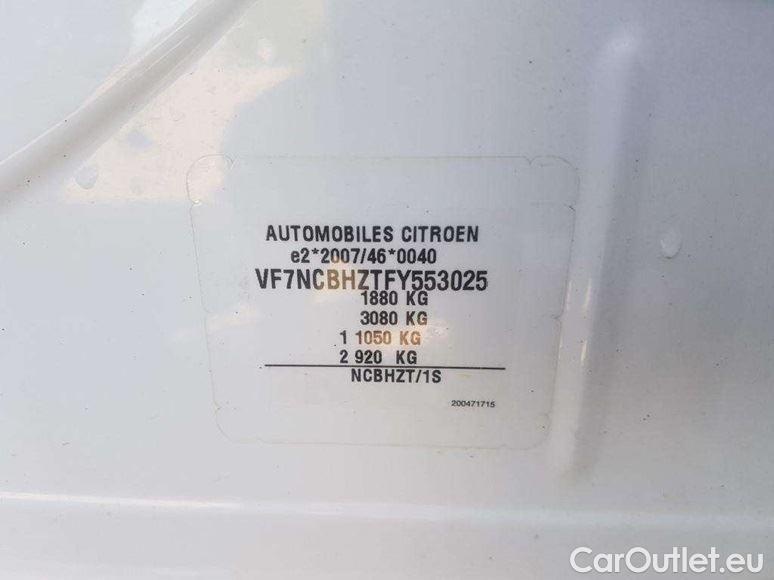 AUTOMOBILES CITROEN
e2*2007/46*0040
VF7NCBHZTFY553025
1880 KG
3080 KG
1 1050 KG
2 920 KG
NCBHZT/1S
200471715
CarOutlet.eu